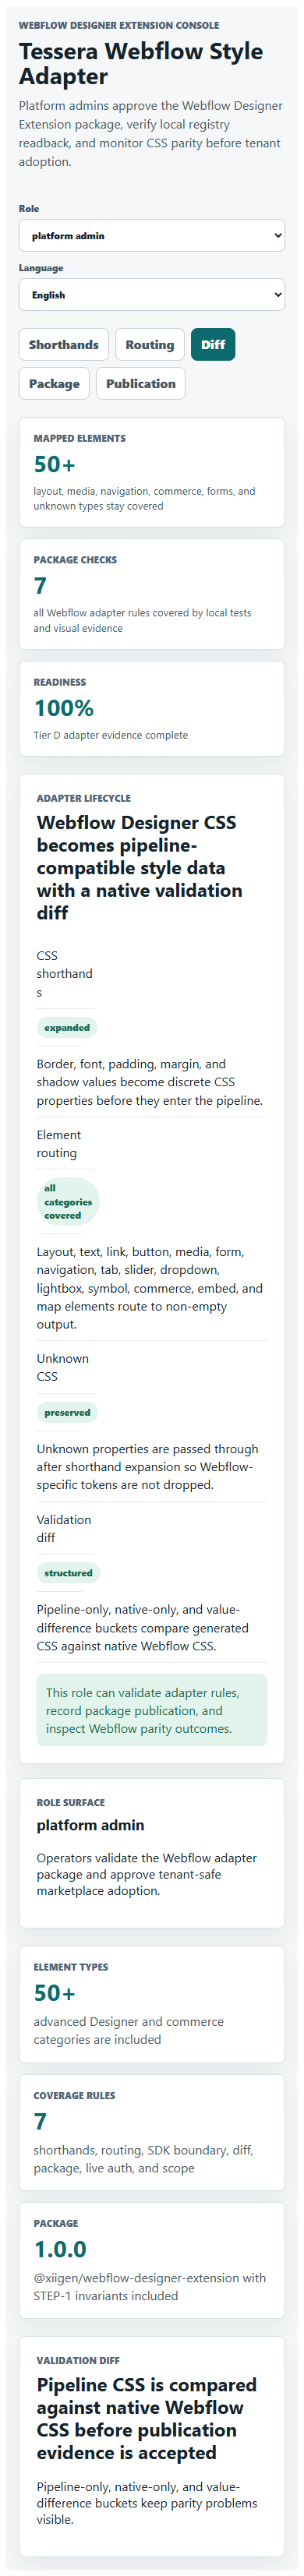 WEBFLOW DESIGNER EXTENSION CONSOLE
Tessera Webflow Style
Adapter
Platform admins approve the Webflow Designer
Extension package, verify local registry
readback, and monitor CSS parity before tenant
adoption.
Role
platform admin
Language
English
Shorthands
Routing
Diff
Package
Publication
MAPPED ELEMENTS
50+
layout, media, navigation, commerce, forms, and
unknown types stay covered
PACKAGE CHECKS
7
all Webflow adapter rules covered by local tests
and visual evidence
READINESS
100%
Tier D adapter evidence complete
ADAPTER LIFECYCLE
Webflow Designer CSS
becomes pipeline-
compatible style data
with a native validation
diff
CSS
shorthand
s
expanded
Border, font, padding, margin, and
shadow values become discrete CSS
properties before they enter the pipeline.
Element
routing
all
categories
covered
Layout, text, link, button, media, form,
navigation, tab, slider, dropdown,
lightbox, symbol, commerce, embed, and
map elements route to non-empty
output.
Unknown
CSS
preserved
Unknown properties are passed through
after shorthand expansion so Webflow-
specific tokens are not dropped.
Validation
diff
structured
Pipeline-only, native-only, and value-
difference buckets compare generated
CSS against native Webflow CSS.
This role can validate adapter rules,
record package publication, and
inspect Webflow parity outcomes.
ROLE SURFACE
platform admin
Operators validate the Webflow adapter
package and approve tenant-safe
marketplace adoption.
ELEMENT TYPES
50+
advanced Designer and commerce
categories are included
COVERAGE RULES
7
shorthands, routing, SDK boundary, diff,
package, live auth, and scope
PACKAGE
1.0.0
@xiigen/webflow-designer-extension with
STEP-1 invariants included
VALIDATION DIFF
Pipeline CSS is compared
against native Webflow
CSS before publication
evidence is accepted
Pipeline-only, native-only, and value-
difference buckets keep parity problems
visible.